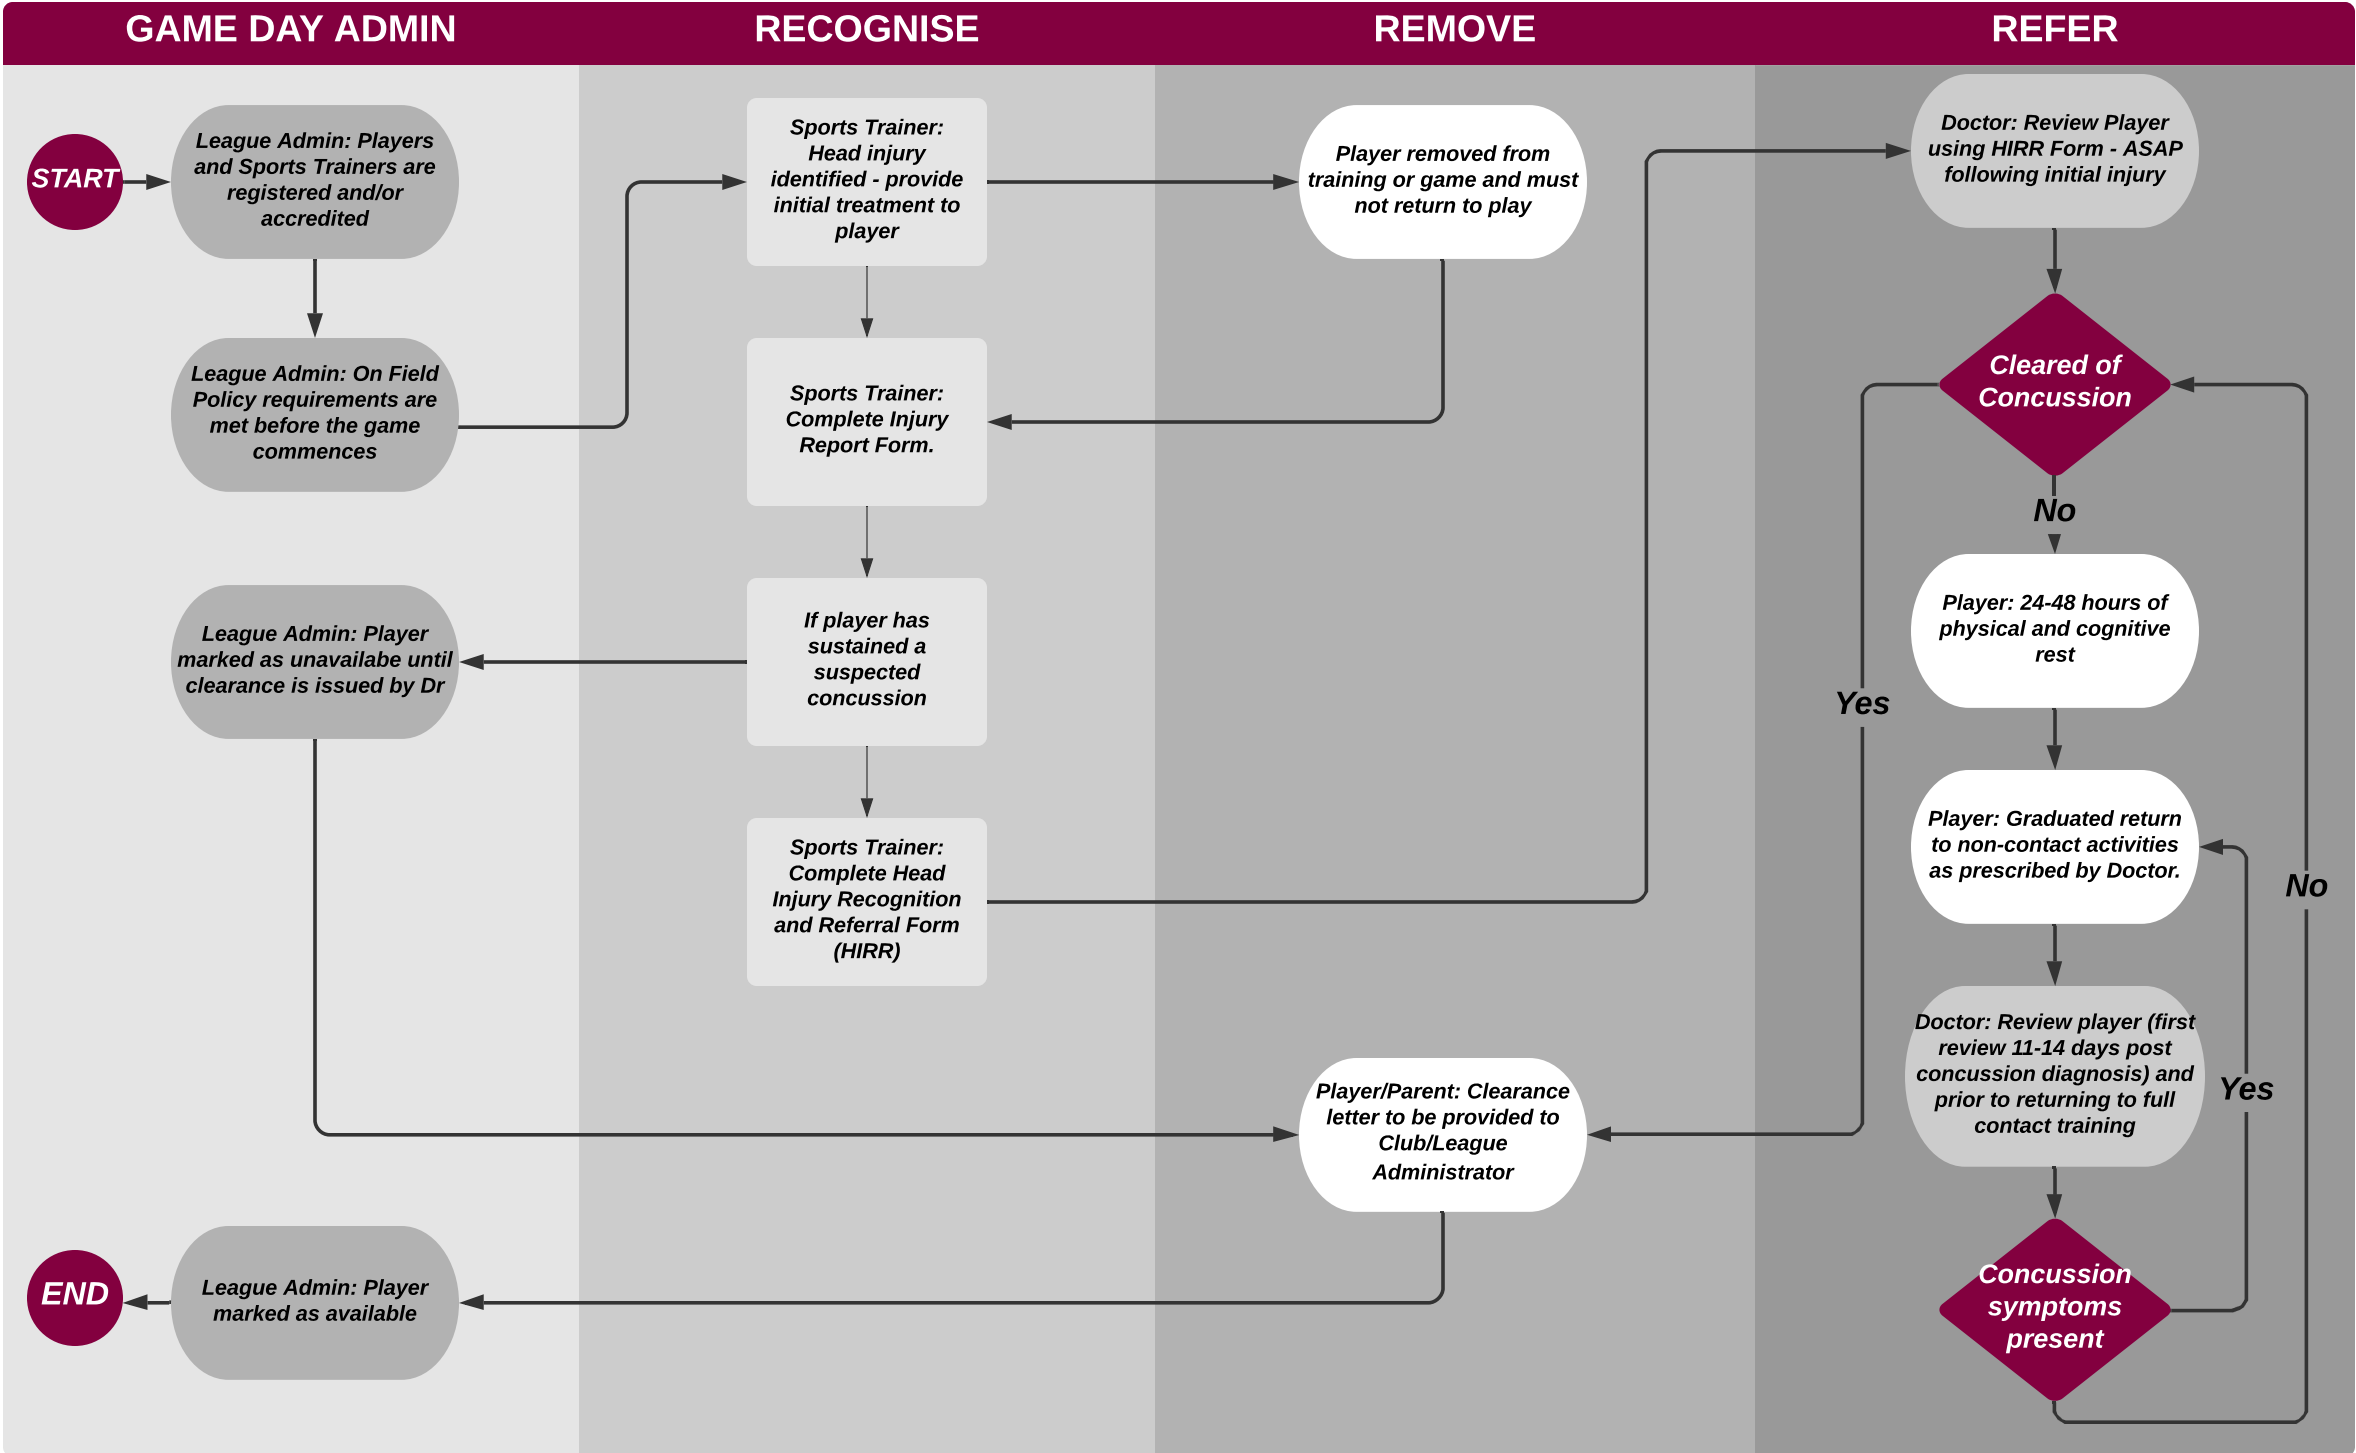 GAME DAY ADMIN
RECOGNISE
REMOVE
REFER
START
League Admin: Players
and Sports Trainers are
registered and/or
accredited
League Admin: On Field
Policy requirements are
met before the game
commences
League Admin: Player
marked as unavailabe until
clearance is issued by Dr
League Admin: Player
marked as available
END
Sports Trainer:
Head injury
identified - provide
initial treatment to
player
Sports Trainer:
Complete Injury
Report Form.
If player has
sustained a
suspected
concussion
Sports Trainer:
Complete Head
Injury Recognition
and Referral Form
(HIRR)
Player removed from
training or game and must
not return to play
Player/Parent: Clearance
letter to be provided to
Club/League
Administrator
Doctor: Review Player
using HIRR Form - ASAP
following initial injury
Cleared of
Concussion
No
Yes
Player: 24-48 hours of
physical and cognitive
rest
Player: Graduated return
to non-contact activities
as prescribed by Doctor.
No
Doctor: Review player (first
review 11-14 days post
concussion diagnosis) and
prior to returning to full
contact training
Yes
Concussion
symptoms
present